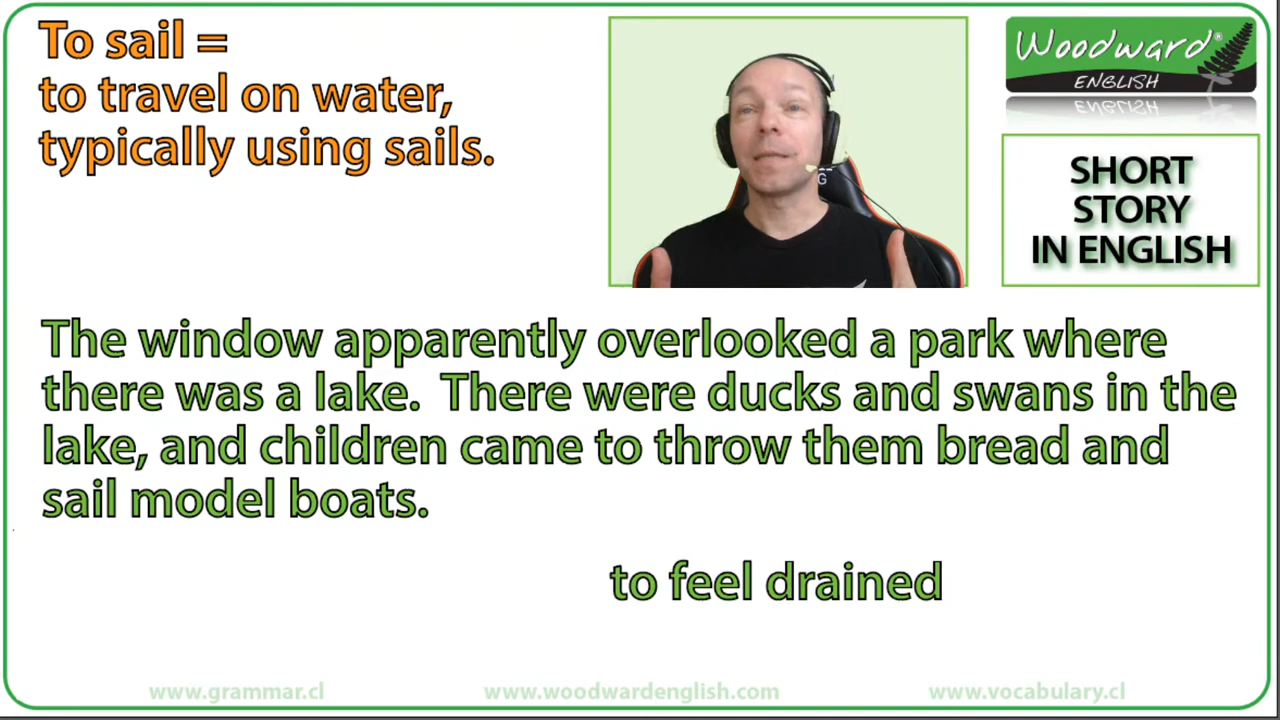 To sail =
to travel on water,
typically using sails.
Woodward®
ENGLISH
SHORT
STORY
IN ENGLISH
The window apparently overlooked a park where
there was a lake. There were ducks and swans in the
lake, and children came to throw them bread and
sail model boats.
to feel drained
www.grammar.cl
www.woodwardenglish.com
www.vocabulary.cl